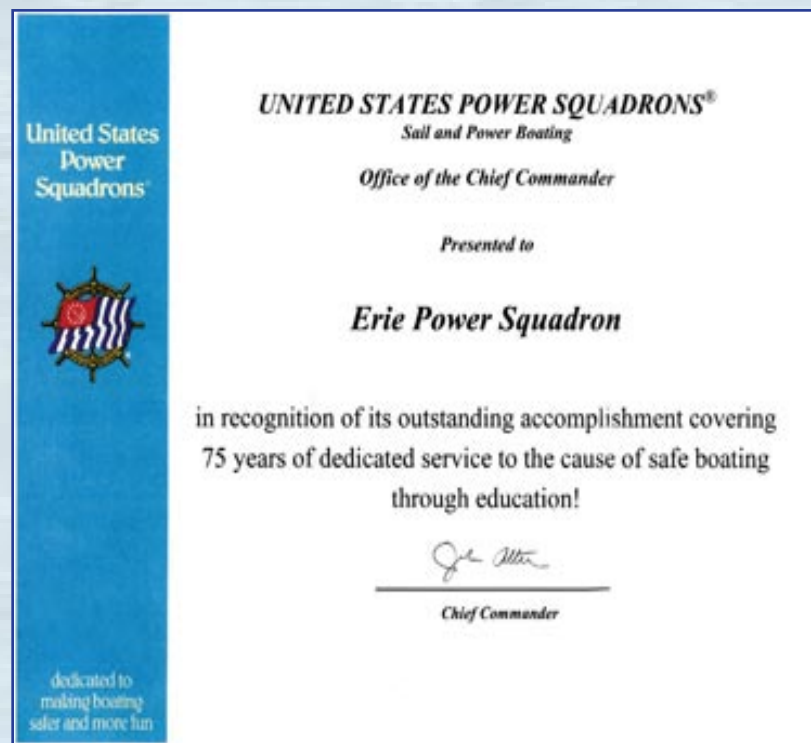 United States
Power
Squadrons®
dedicated to
making boating
safer and more fun
UNITED STATES POWER SQUADRONS®
Sail and Power Boating
Office of the Chief Commander
Presented to
Erie Power Squadron
in recognition of its outstanding accomplishment covering
75 years of dedicated service to the cause of safe boating
through education!
Chief Commander